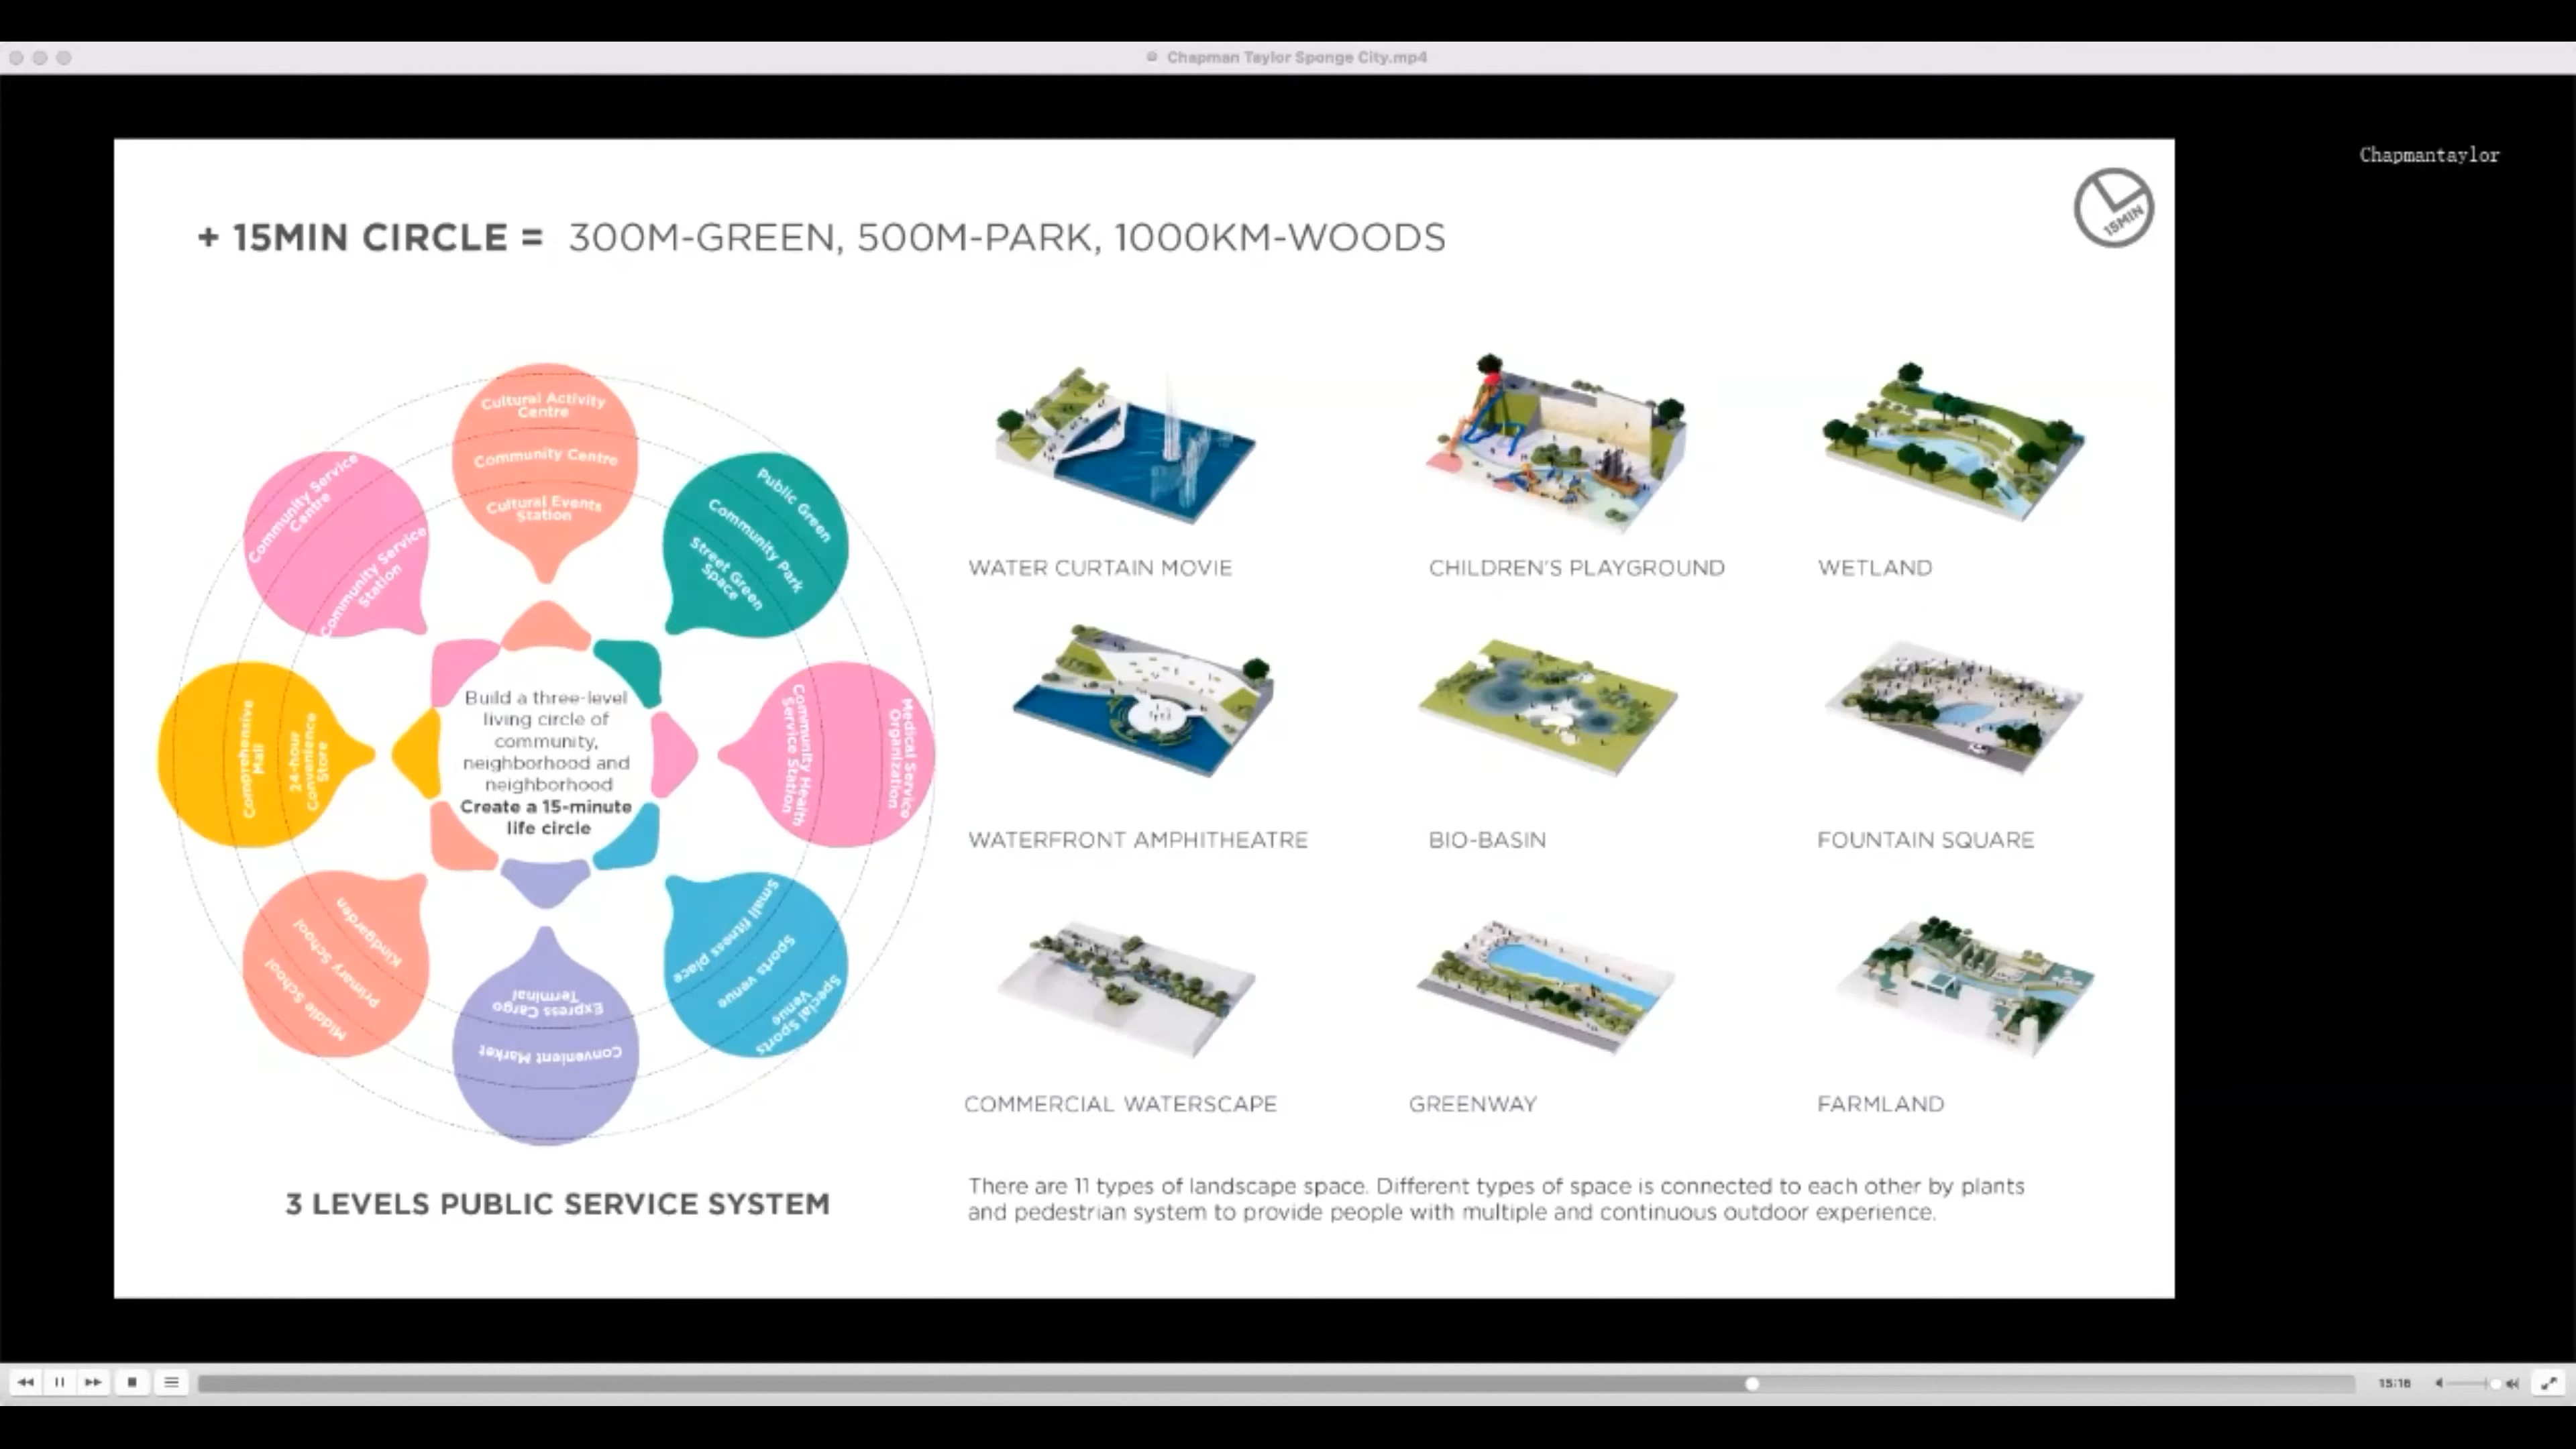 Chapman Taylor Sponge City.mp4
Chapmantaylor
+ 15MIN CIRCLE = 300M-GREEN, 500M-PARK, 1000KM-WOODS
15MIN
Cultural Activity
Centre
Community Centre
Cultural Events
Station
Public Green
Community Park
Street Green
Space
Medical Service
Organization
Community Health
Service Station
Special Sports
Venue
Sports venue
Small fitness place
Express Cargo
Terminal
Convenient Market
Kindgarden
Primary School
Middle School
Comprehensive
Mall
24-hour
Convenience
Store
Community Service
Centre
Community Service
Station
Build a three-level
living circle of
community,
neighborhood and
neighborhood
Create a 15-minute
life circle
3 LEVELS PUBLIC SERVICE SYSTEM
WATER CURTAIN MOVIE
CHILDREN'S PLAYGROUND
WETLAND
WATERFRONT AMPHITHEATRE
BIO-BASIN
FOUNTAIN SQUARE
COMMERCIAL WATERSCAPE
GREENWAY
FARMLAND
There are 11 types of landscape space. Different types of space is connected to each other by plants
and pedestrian system to provide people with multiple and continuous outdoor experience.
15:16